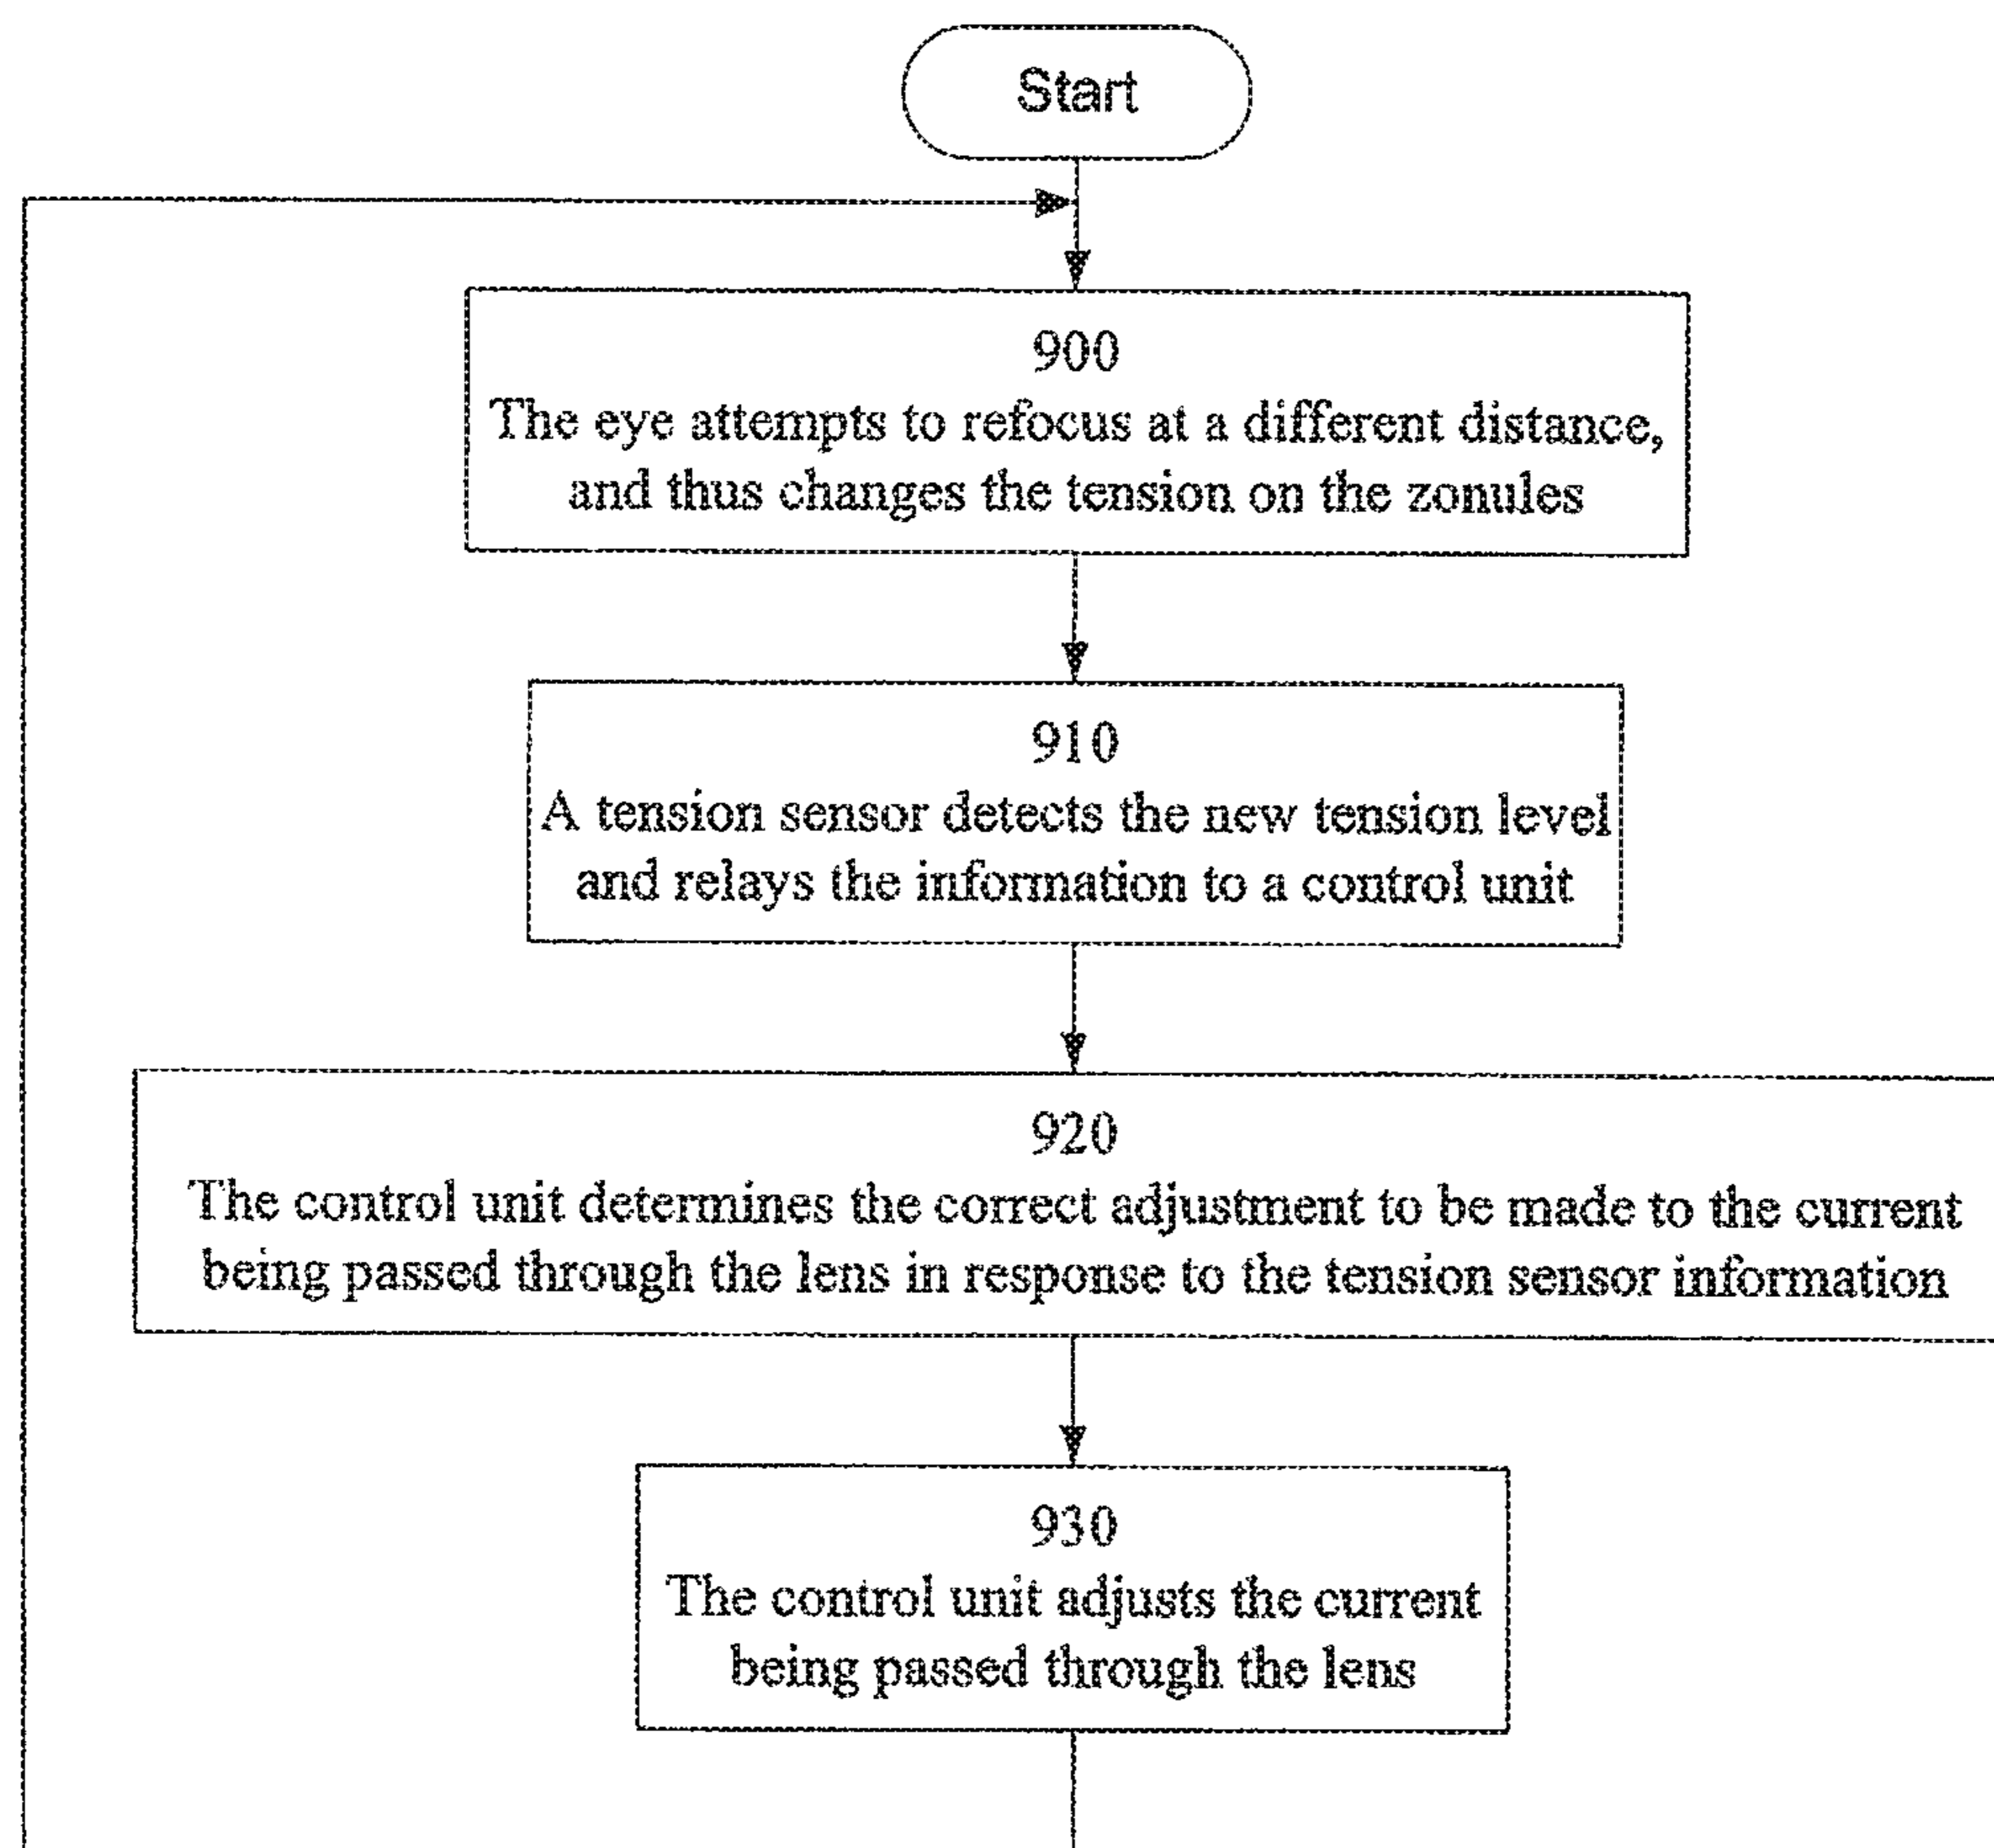 Start
900
The eye attempts to refocus at a different distance,
and thus changes the tension on the zonules
910
A tension sensor detects the new tension level
and relays the information to a control unit
920
The control unit determines the correct adjustment to be made to the current
being passed through the lens in response to the tension sensor information
930
The control unit adjusts the current
being passed through the lens